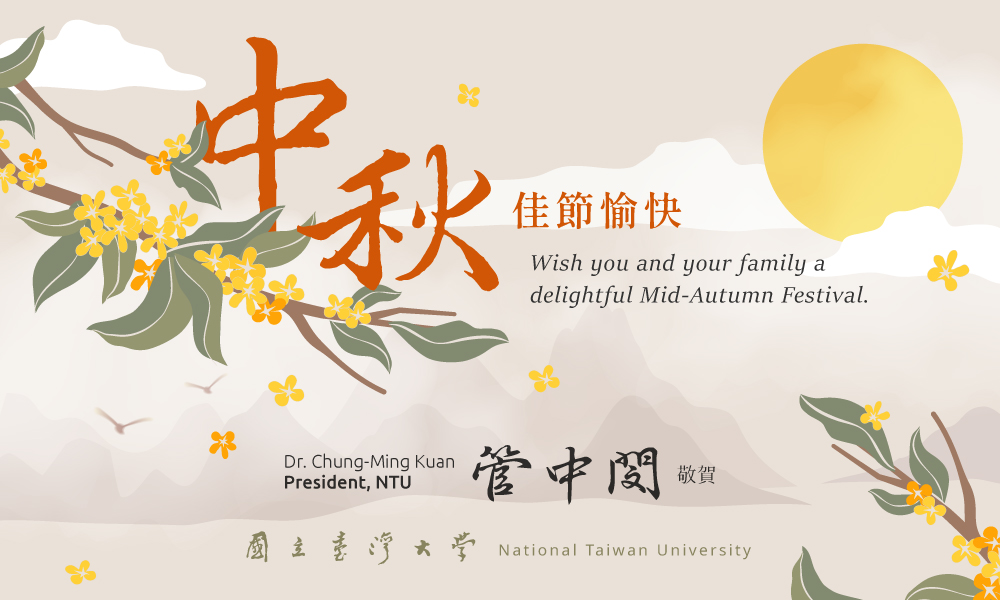 中秋
佳節愉快
Wish you and your family a
delightful Mid-Autumn Festival.
Dr. Chung-Ming Kuan
President, NTU
管中閔 敬賀
國立臺灣大學 National Taiwan University